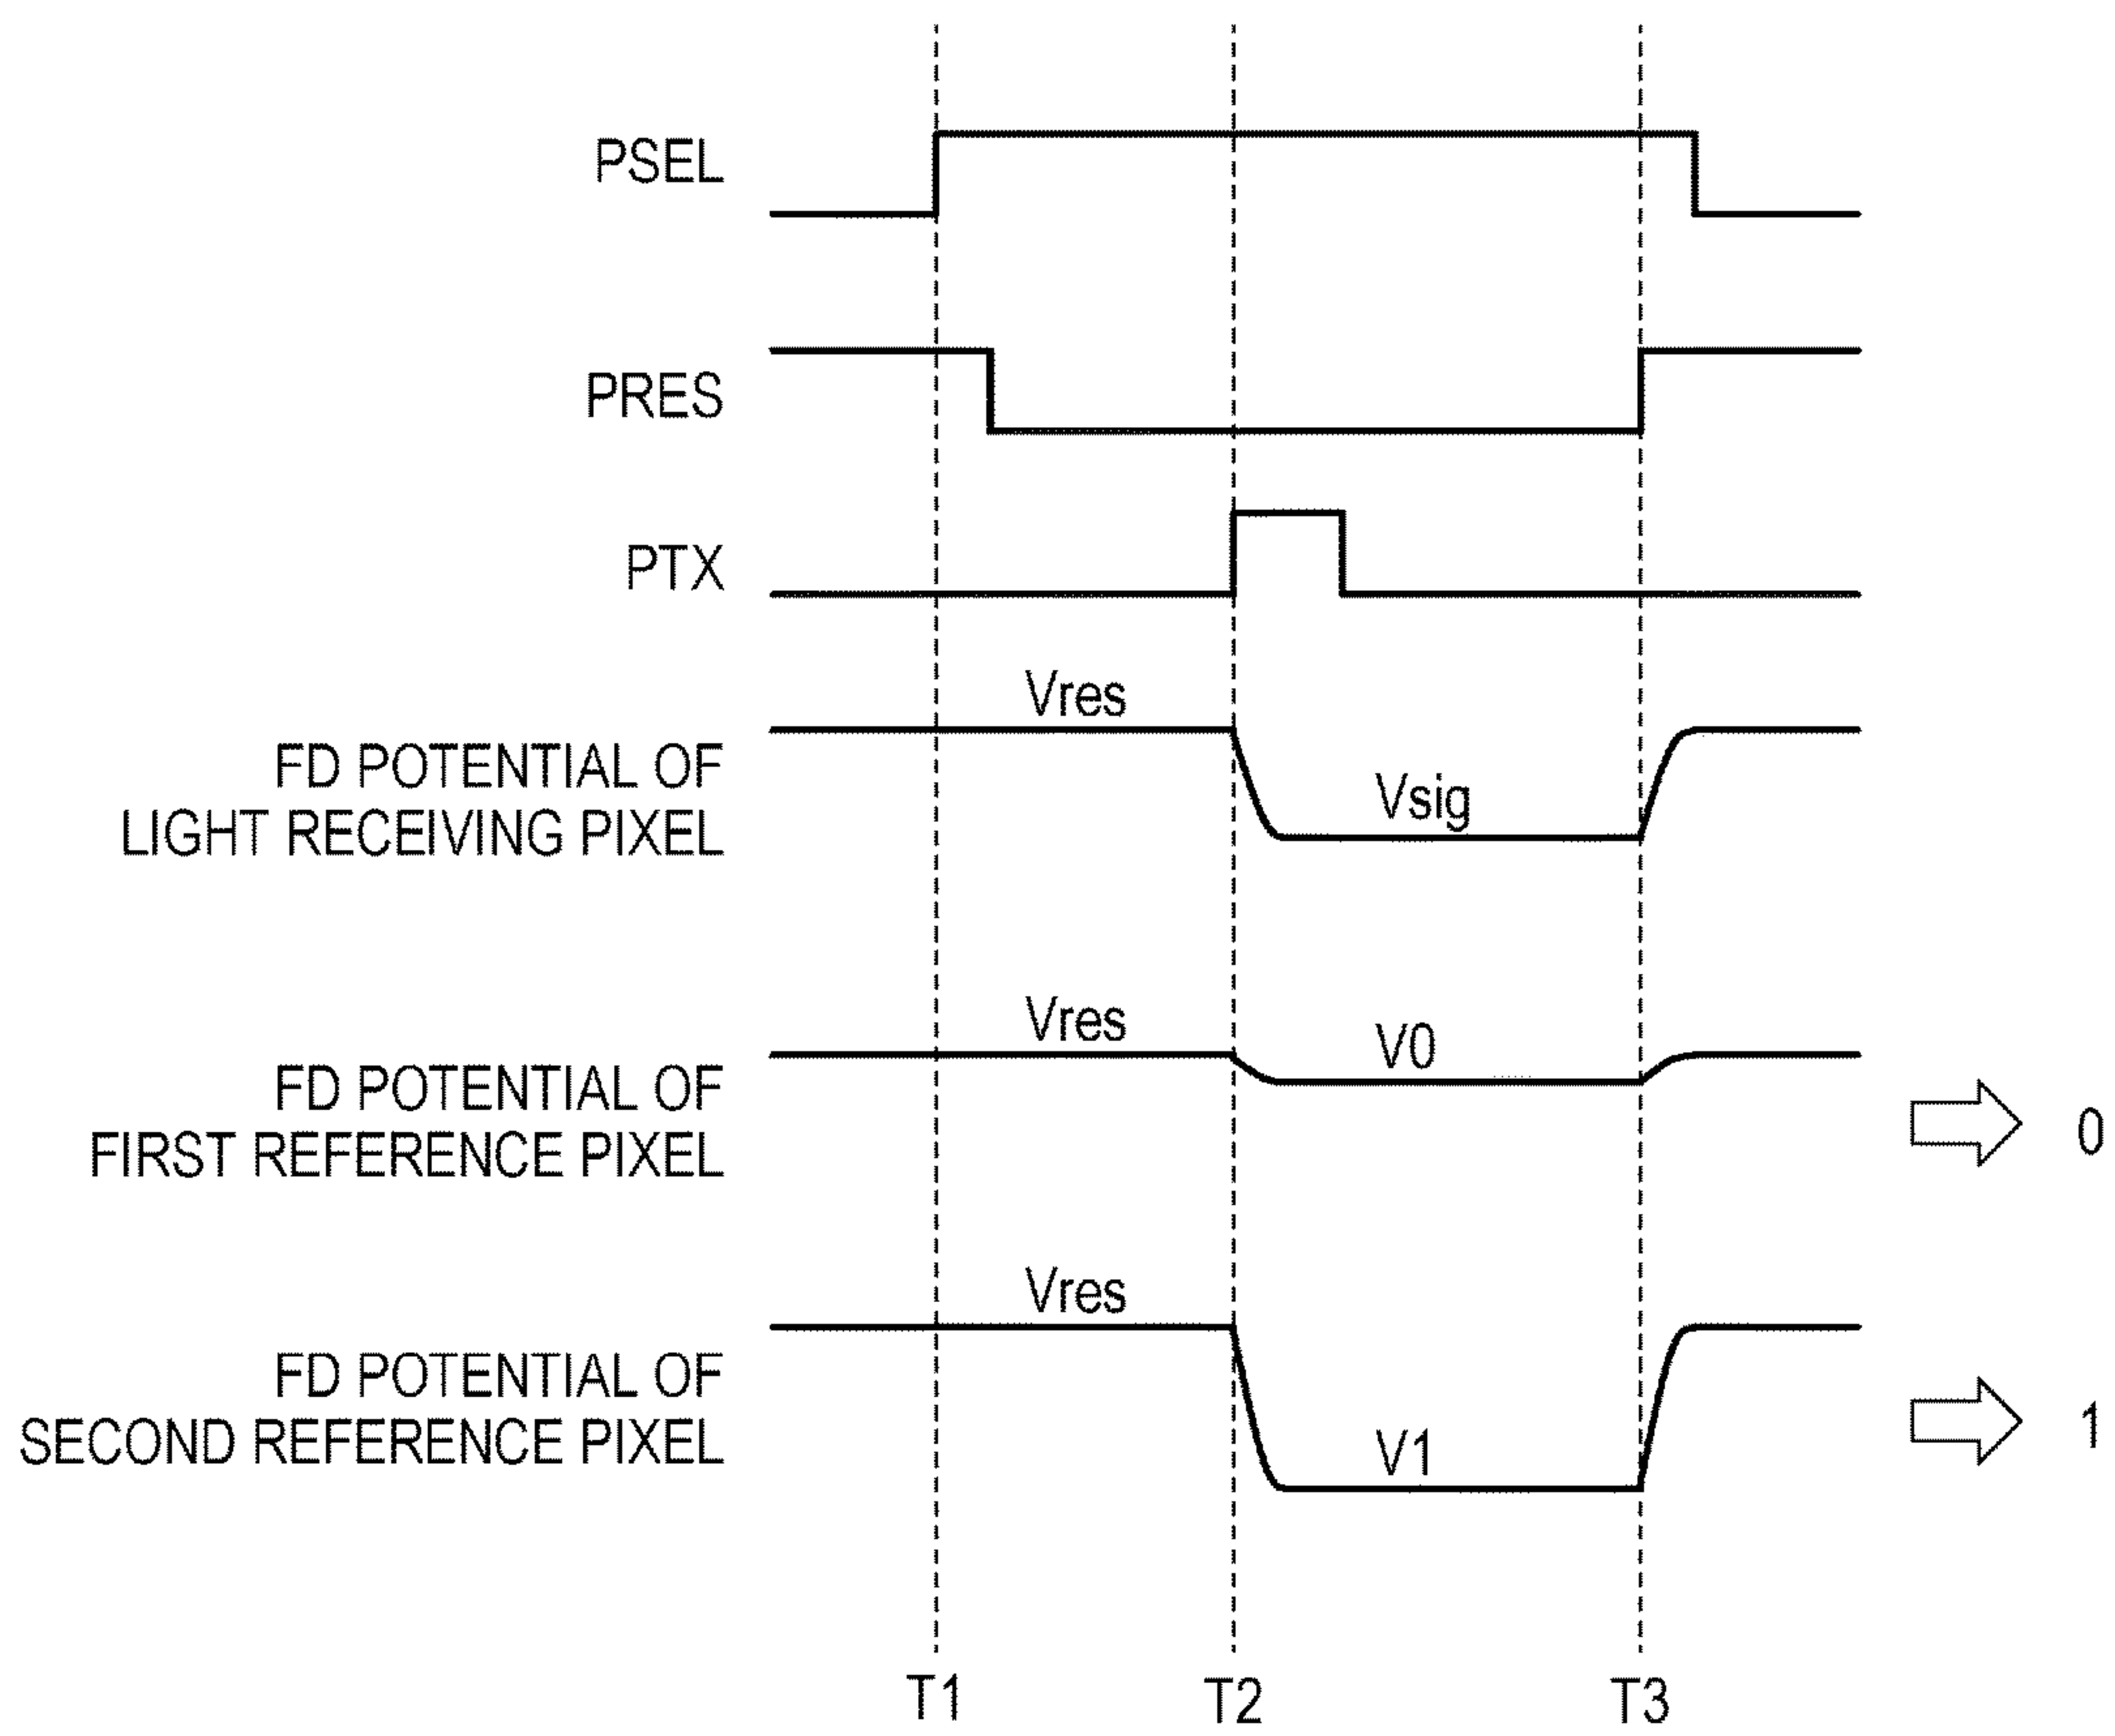 PSEL
PRES
PTX
Vres
FD POTENTIAL OF
LIGHT RECEIVING PIXEL
Vsig
Vres
V0
FD POTENTIAL OF
FIRST REFERENCE PIXEL
0
Vres
FD POTENTIAL OF
SECOND REFERENCE PIXEL
V1
1
T1
T2
T3